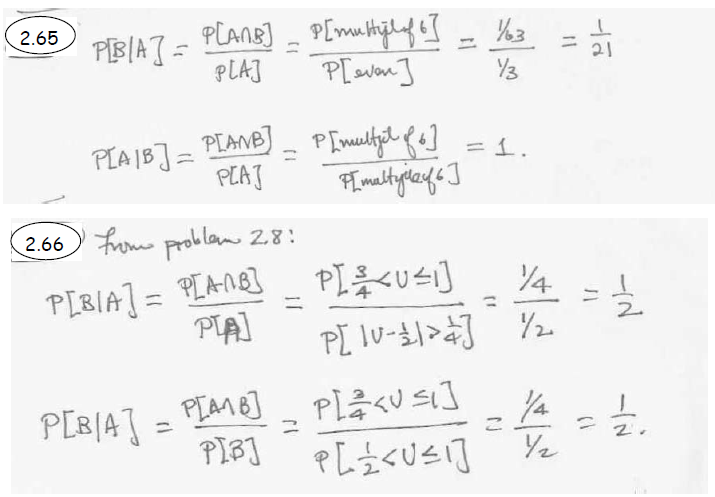 2.65
P[B|A] = P[A∩B] / P[A] = P[multipl of 6] / P[even] = 1/63 / 1/3 = 1/21
P[A|B] = P[A∩B] / P[A] = P[multipl of 6] / P[multiple of 6] = 1.
2.66 From problem 2.8:
P[B|A] = P[A∩B] / P[A] = P[3/4 < U ≤ 1] / P[|U - 1/2| > 1/4] = 1/4 / 1/2 = 1/2
P[B|A] = P[A∩B] / P[B] = P[3/4 < U ≤ 1] / P[1/2 < U ≤ 1] = 1/4 / 1/2 = 1/2.